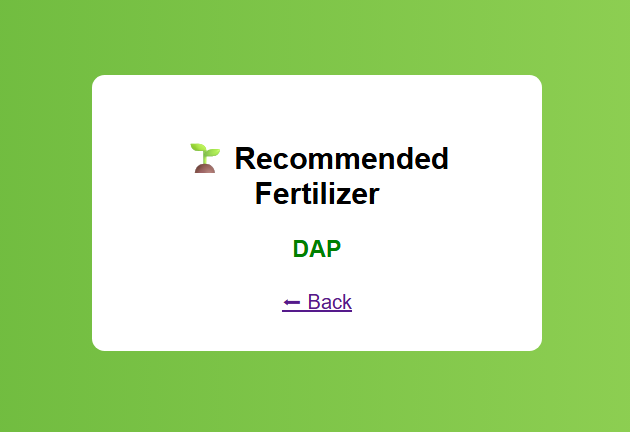 🌱 Recommended
Fertilizer
DAP
⬅ Back